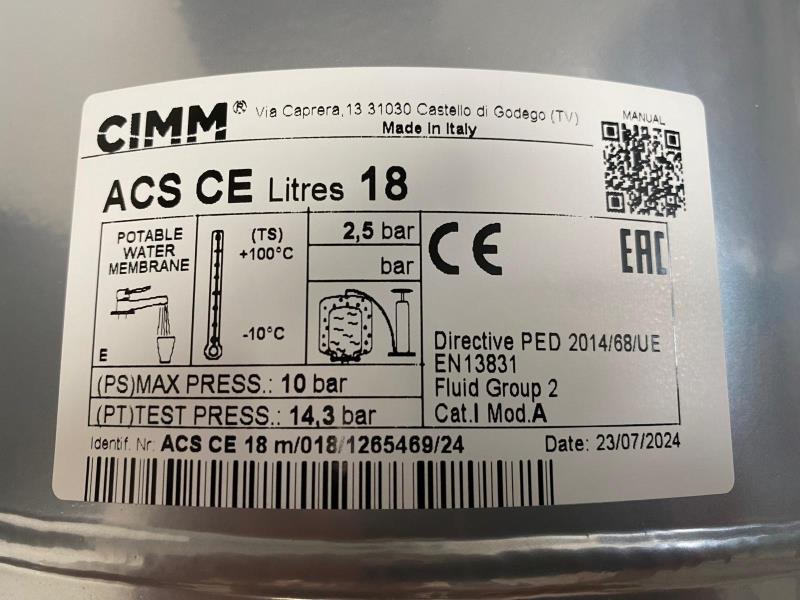 CIMM® Via Caprera,13 31030 Castello di Godego (TV)
Made in Italy
MANUAL
ACS CE Litres 18
POTABLE
WATER
MEMBRANE
E
(TS)
+100°C
-10°C
2,5 bar
bar
CE
EAC
Directive PED 2014/68/UE
EN13831
Fluid Group 2
Cat.I Mod.A
(PS)MAX PRESS.: 10 bar
(PT)TEST PRESS.: 14,3 bar
Identif. Nr: ACS CE 18 m/018/1265469/24
Date: 23/07/2024